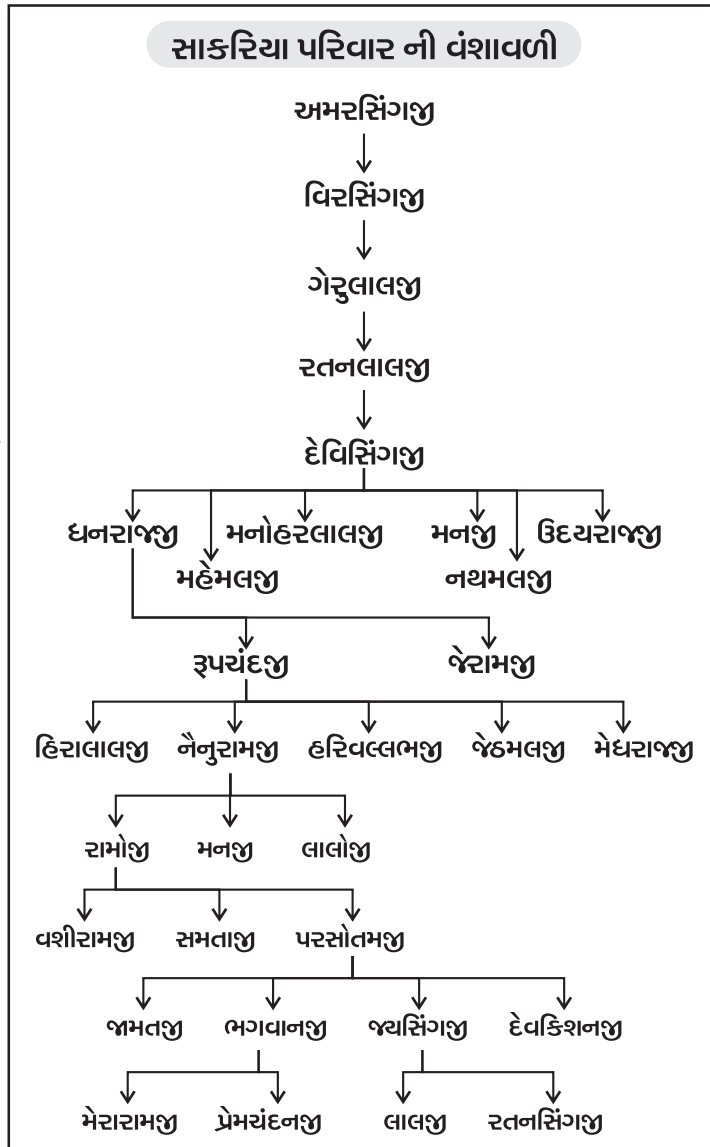 સાકરિયા પરિવાર ની વંશાવળી
અમરસિંગજી
વિરસિંગજી
ગેરુલાલજી
રતનલાલજી
દેવિસિંગજી
ધનરાજજી મનોહરલાલજી મનજી ઉદયરાજજી
મહેમલજી નથમલજી
રૂપચંદજી જેરામજી
હિરાલાલજી નૈનુરામજી હરિવલ્લભજી જેઠમલજી મેધરાજજી
રામોજી મનજી લાલોજી
વશીરામજી સમતાજી પરસોતમજી
જામતજી ભગવાનજી જયસિંગજી દેવકિશનજી
મેરારામજી પ્રેમચંદનજી લાલજી રતનસિંગજી